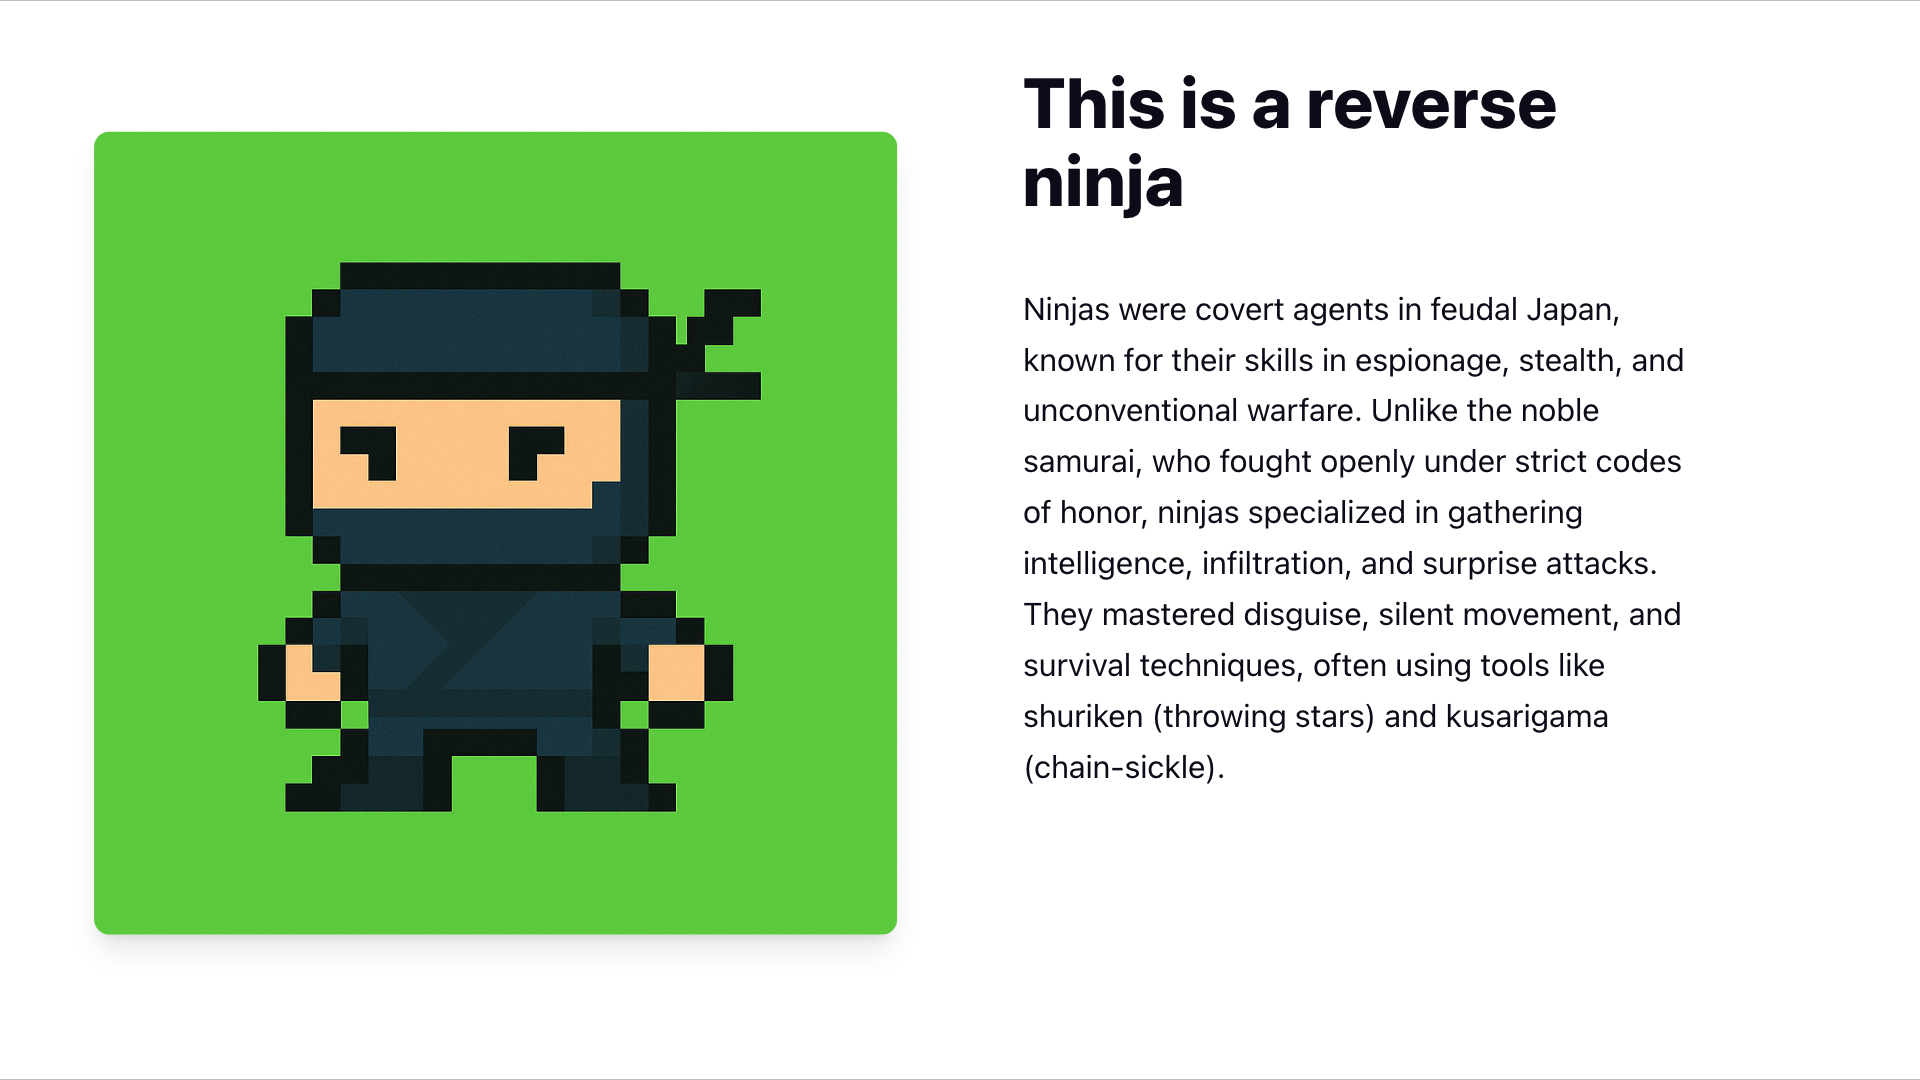 This is a reverse
ninja
Ninjas were covert agents in feudal Japan,
known for their skills in espionage, stealth, and
unconventional warfare. Unlike the noble
samurai, who fought openly under strict codes
of honor, ninjas specialized in gathering
intelligence, infiltration, and surprise attacks.
They mastered disguise, silent movement, and
survival techniques, often using tools like
shuriken (throwing stars) and kusarigama
(chain-sickle).